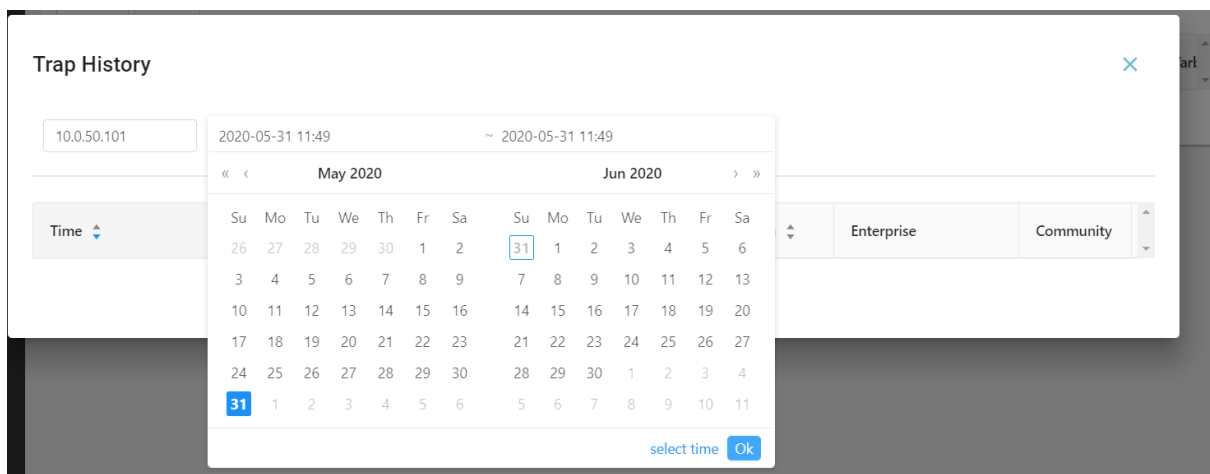 Trap History
10.0.50.101
2020-05-31 11:49 ~ 2020-05-31 11:49
« ‹ May 2020 Jun 2020 › »
Su Mo Tu We Th Fr Sa Su Mo Tu We Th Fr Sa
26 27 28 29 30 1 2 31 1 2 3 4 5 6
3 4 5 6 7 8 9 7 8 9 10 11 12 13
10 11 12 13 14 15 16 14 15 16 17 18 19 20
17 18 19 20 21 22 23 21 22 23 24 25 26 27
24 25 26 27 28 29 30 28 29 30 1 2 3 4
31 1 2 3 4 5 6 5 6 7 8 9 10 11
select time Ok
Time Enterprise Community